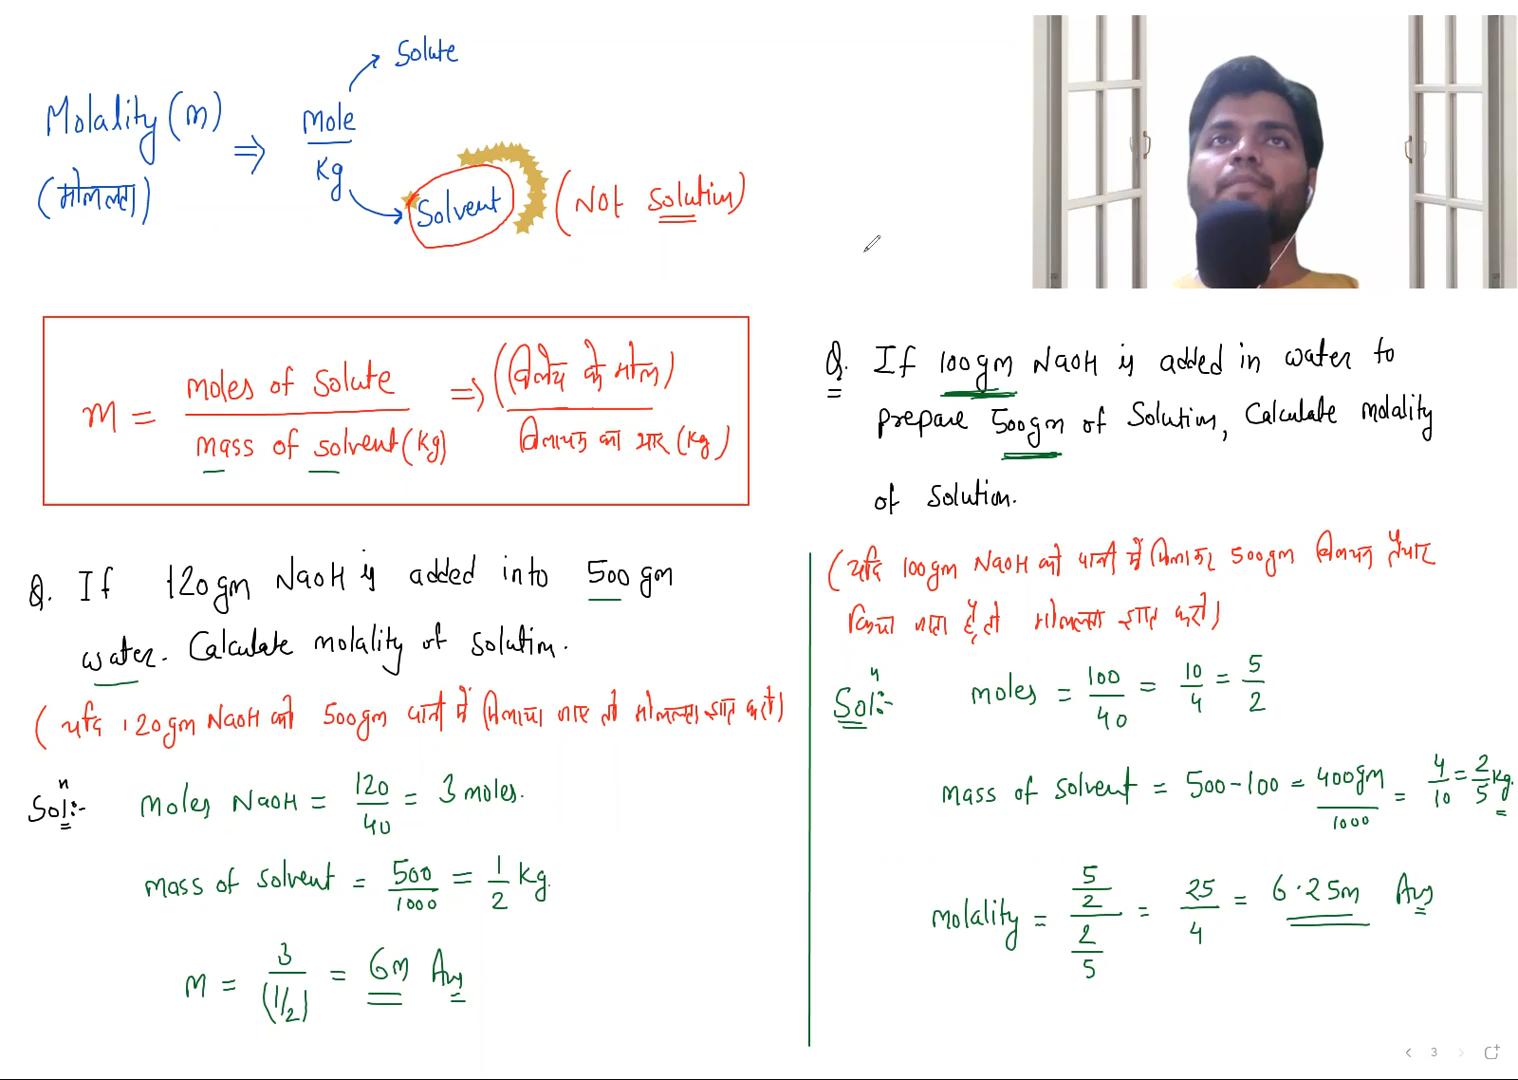 Molality (m)
(मोललता)
⇒
mole
kg
Solute
Solvent
(Not solution)
m = moles of solute / mass of solvent (kg) ⇒ (विलेय के मोल) / विलायक का भार (kg)
Q. If 120gm NaOH is added into 500 gm
water. Calculate molality of solution.
(यदि 120gm NaOH को 500gm पानी में मिलाया जाए तो मोललता ज्ञात करो)
Solⁿ:-
moles NaOH = 120/40 = 3 moles.
mass of solvent = 500/1000 = 1/2 kg.
m = 3/(1/2) = 6m Ans
Q. If 100gm NaOH is added in water to
prepare 500gm of solution, Calculate molality
of solution.
(यदि 100gm NaOH को पानी में मिलाकर 500gm विलयन तैयार
किया जाता है, तो मोललता ज्ञात करो)
Solⁿ:-
moles = 100/40 = 10/4 = 5/2
mass of solvent = 500-100 = 400gm/1000 = 4/10 = 2/5 kg.
molality = 5/2 / 2/5 = 25/4 = 6.25m Ans
3